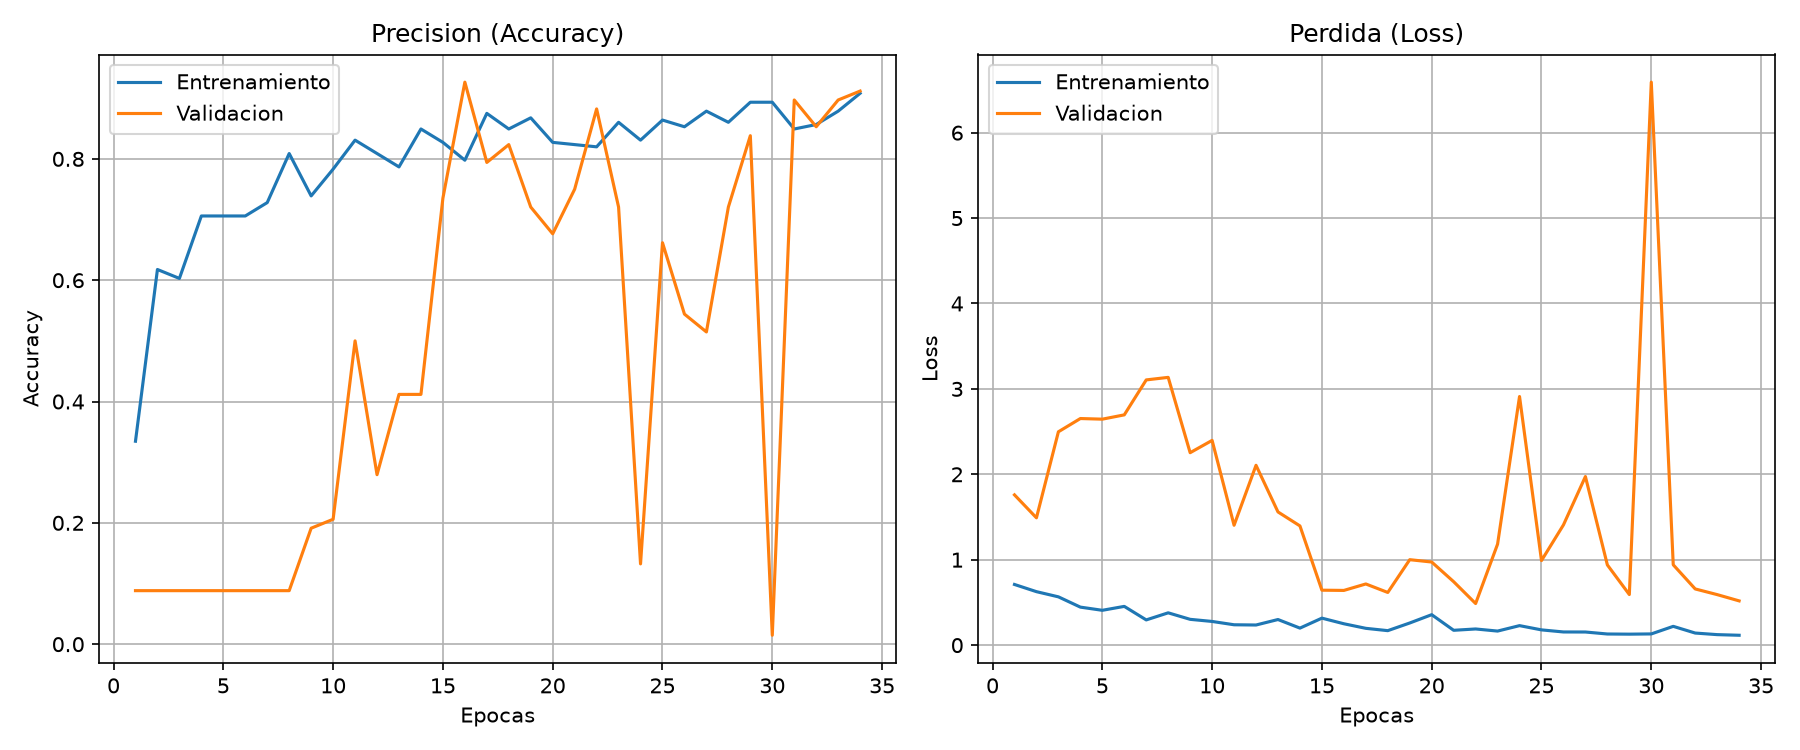 Precision (Accuracy)
Entrenamiento
Validacion
Accuracy
0.8
0.6
0.4
0.2
0.0
0 5 10 15 20 25 30 35
Epocas
Perdida (Loss)
Entrenamiento
Validacion
Loss
6
5
4
3
2
1
0
0 5 10 15 20 25 30 35
Epocas